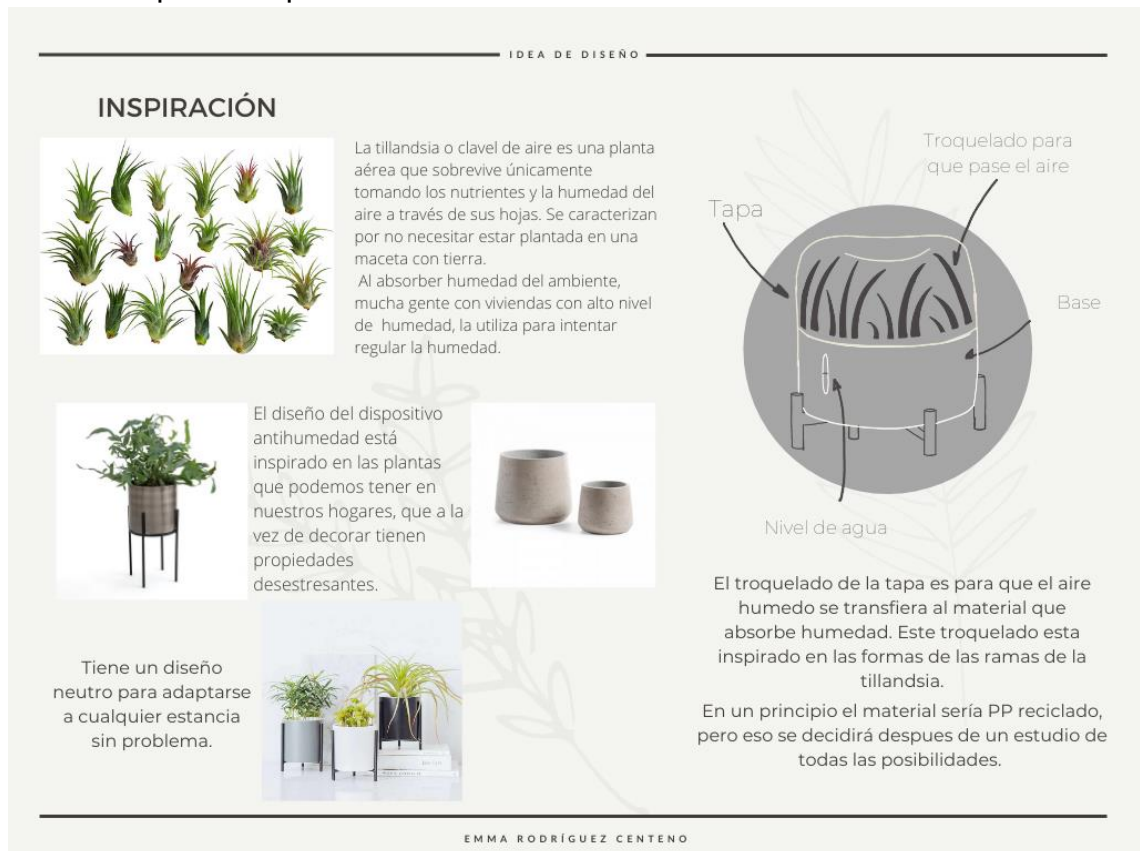 IDEA DE DISEÑO
INSPIRACIÓN
La tillandsia o clavel de aire es una planta
aérea que sobrevive únicamente
tomando los nutrientes y la humedad del
aire a través de sus hojas. Se caracterizan
por no necesitar estar plantada en una
maceta con tierra.
Al absorber humedad del ambiente,
mucha gente con viviendas con alto nivel
de humedad, la utiliza para intentar
regular la humedad.
El diseño del dispositivo
antihumedad está
inspirado en las plantas
que podemos tener en
nuestros hogares, que a la
vez de decorar tienen
propiedades
desestresantes.
Tiene un diseño
neutro para adaptarse
a cualquier estancia
sin problema.
Troquelado para
que pase el aire
Tapa
Base
Nivel de agua
El troquelado de la tapa es para que el aire
humedo se transfiera al material que
absorbe humedad. Este troquelado esta
inspirado en las formas de las ramas de la
tillandsia.
En un principio el material sería PP reciclado,
pero eso se decidirá despues de un estudio de
todas las posibilidades.
EMMA RODRÍGUEZ CENTENO